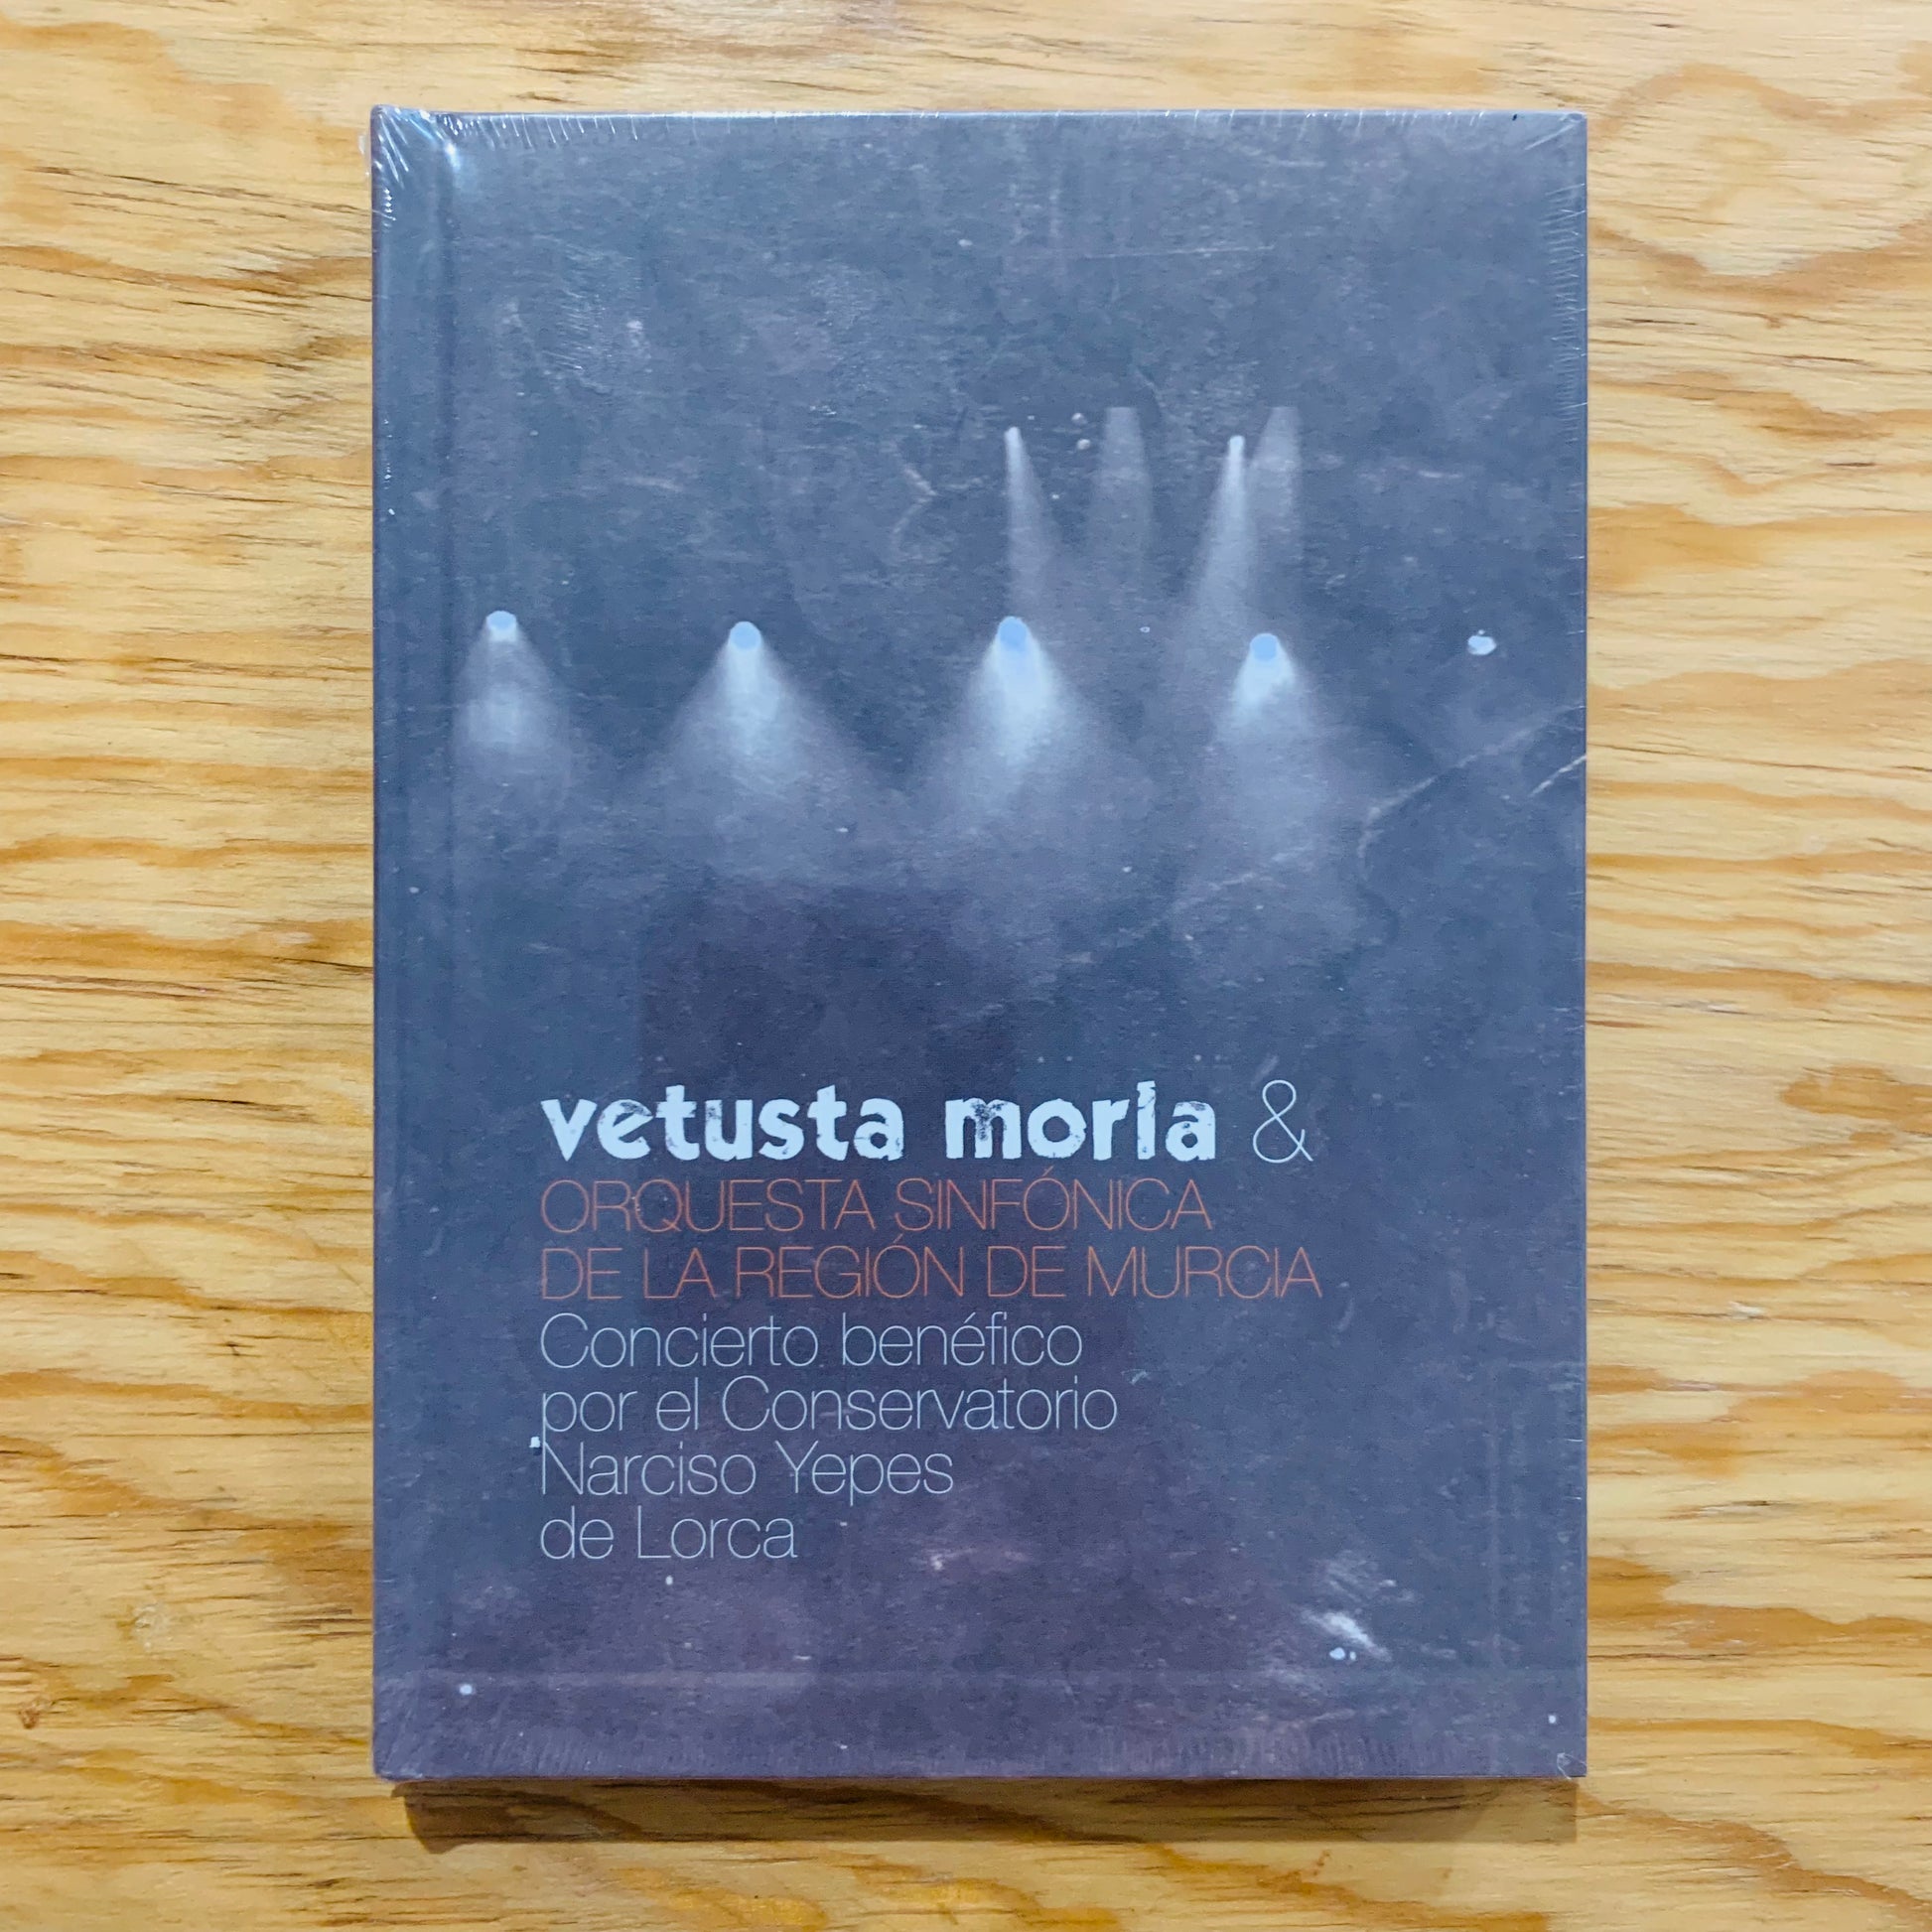 vetusta morla &
ORQUESTA SINFÓNICA
DE LA REGIÓN DE MURCIA
Concierto benéfico
por el Conservatorio
Narciso Yepes
de Lorca